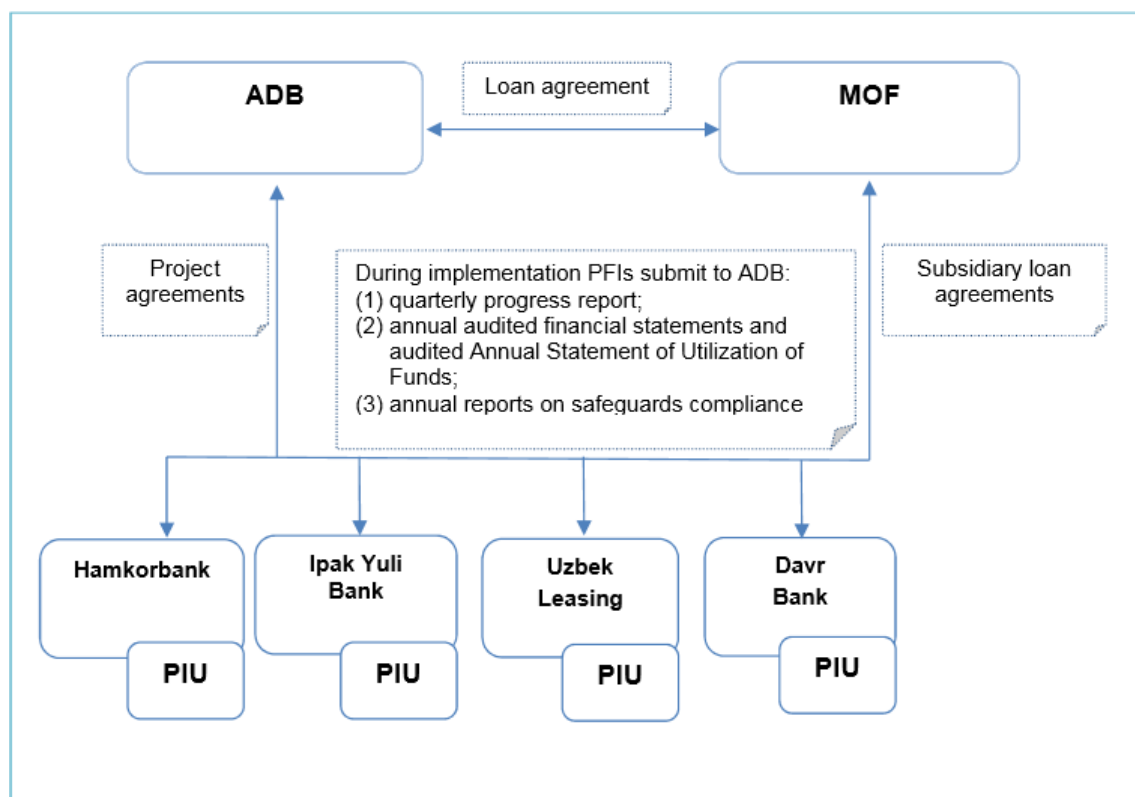 ADB
Loan agreement
MOF
Project
agreements
During implementation PFIs submit to ADB:
(1) quarterly progress report;
(2) annual audited financial statements and
audited Annual Statement of Utilization of
Funds;
(3) annual reports on safeguards compliance
Subsidiary loan
agreements
Hamkorbank
PIU
Ipak Yuli
Bank
PIU
Uzbek
Leasing
PIU
Davr
Bank
PIU